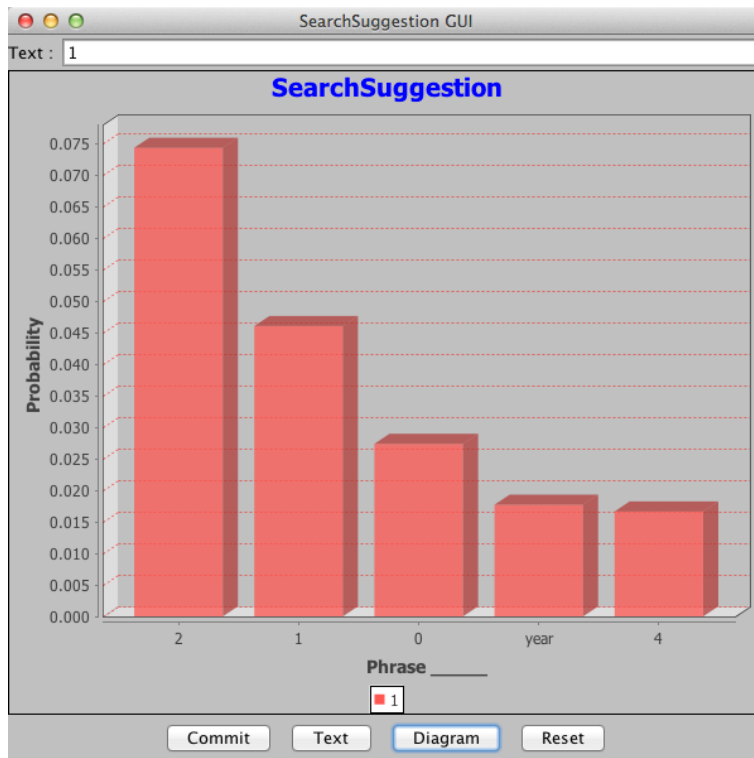 SearchSuggestion GUI
Text : 1
SearchSuggestion
0.075
0.070
0.065
0.060
0.055
0.050
0.045
0.040
0.035
0.030
0.025
0.020
0.015
0.010
0.005
0.000
Probability
2 1 0 year 4
Phrase _____
1
Commit Text Diagram Reset